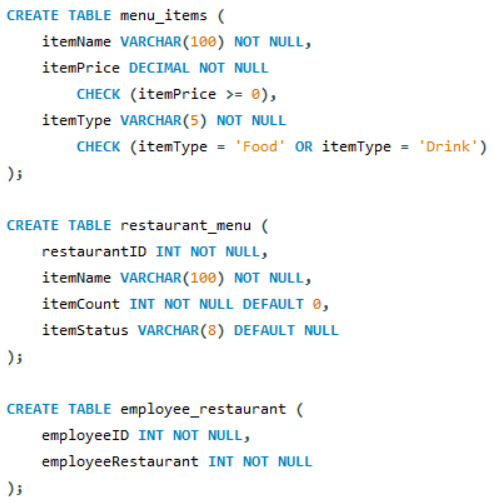 CREATE TABLE menu_items (
    itemName VARCHAR(100) NOT NULL,
    itemPrice DECIMAL NOT NULL
        CHECK (itemPrice >= 0),
    itemType VARCHAR(5) NOT NULL
        CHECK (itemType = 'Food' OR itemType = 'Drink')
);

CREATE TABLE restaurant_menu (
    restaurantID INT NOT NULL,
    itemName VARCHAR(100) NOT NULL,
    itemCount INT NOT NULL DEFAULT 0,
    itemStatus VARCHAR(8) DEFAULT NULL
);

CREATE TABLE employee_restaurant (
    employeeID INT NOT NULL,
    employeeRestaurant INT NOT NULL
);